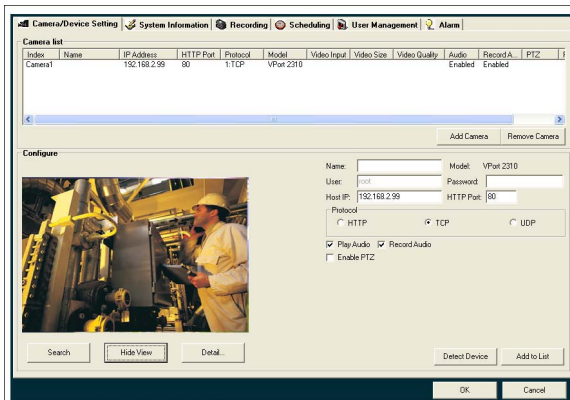 Camera/Device Setting System Information Recording Scheduling User Management Alarm
Camera list
Index Name IP Address HTTP Port Protocol Model Video Input Video Size Video Quality Audio Record A... PTZ
Camera1 192.168.2.99 80 1:TCP VPort 2310 Enabled Enabled
Add Camera Remove Camera
Configure
Name: Model: VPort 2310
User: root Password:
Host IP: 192.168.2.99 HTTP Port: 80
Protocol
HTTP TCP UDP
Play Audio Record Audio
Enable PTZ
Search Hide View Detail... Detect Device Add to List
OK Cancel